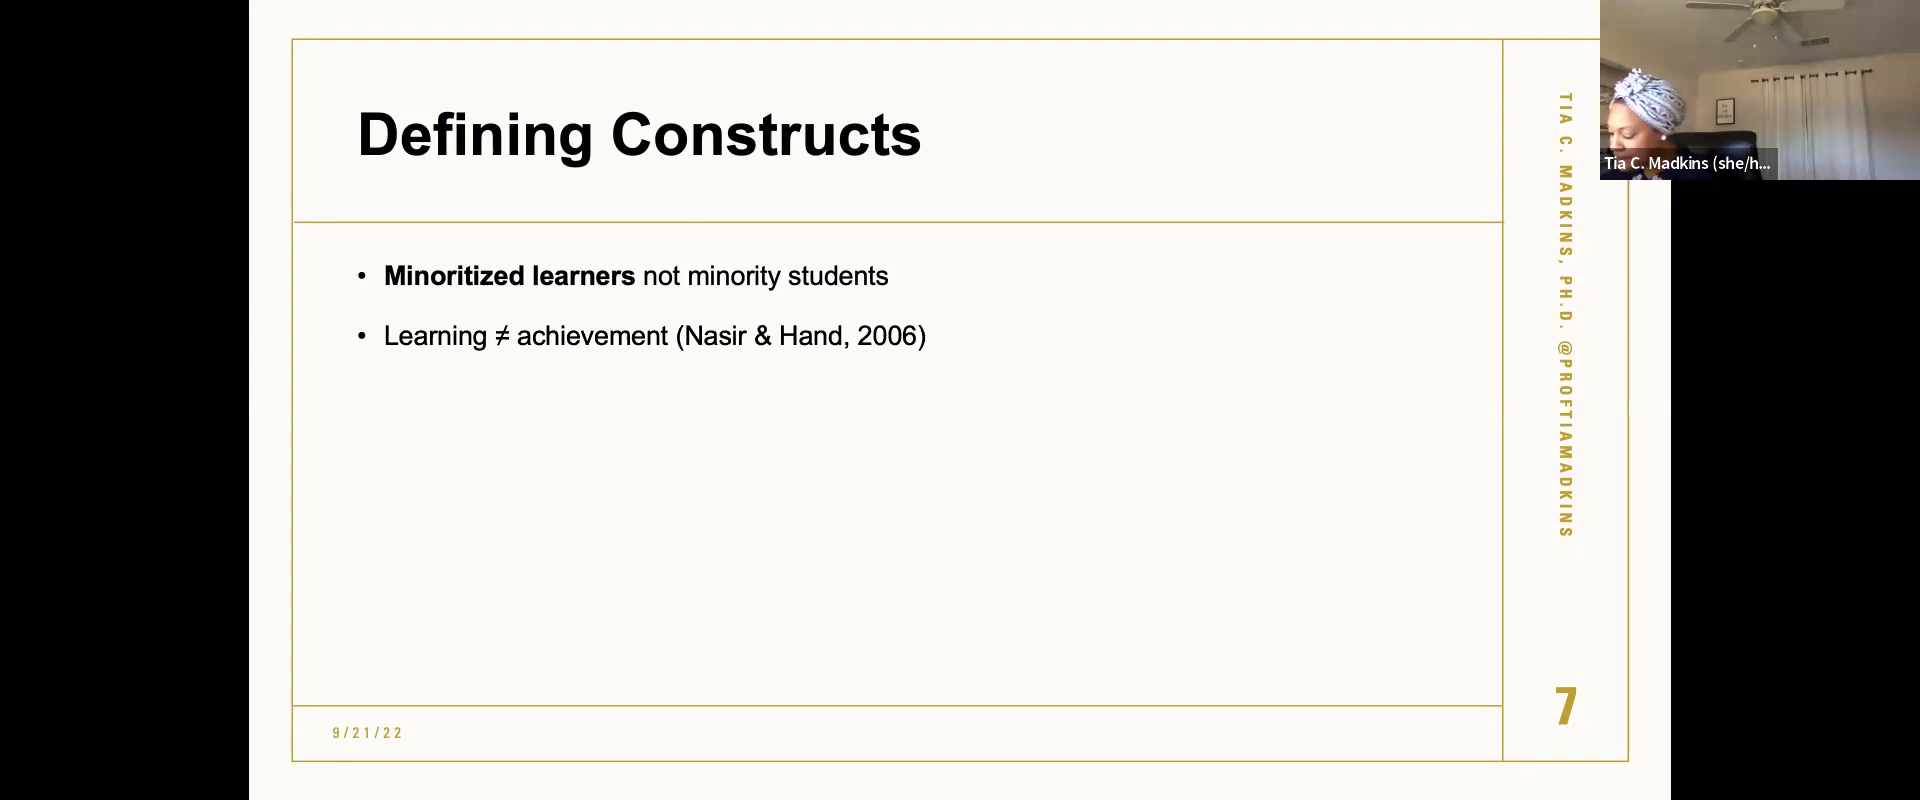 Defining Constructs
• Minoritized learners not minority students
• Learning ≠ achievement (Nasir & Hand, 2006)
9/21/22
TIA C. MADKINS, PH.D. @PROFTIAMADKINS
7
Tia C. Madkins (she/h...